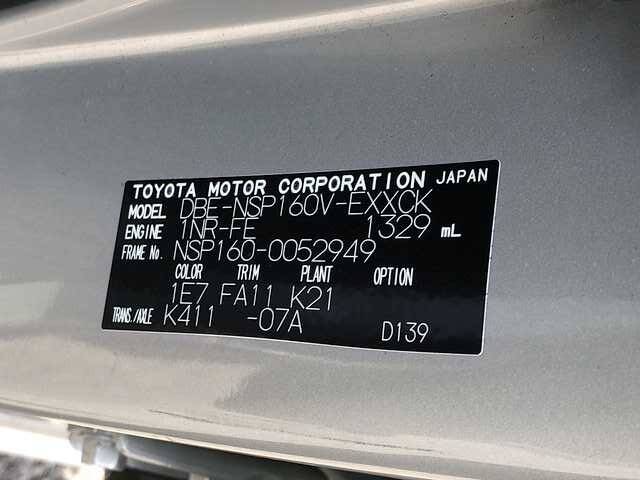 TOYOTA MOTOR CORPORATION JAPAN
MODEL DBE-NSP160V-EXXCK
ENGINE 1NR-FE 1329 mL
FRAME No. NSP160-0052949
COLOR TRIM PLANT OPTION
1E7 FA11 K21
TRANS./AXLE K411 -07A D139